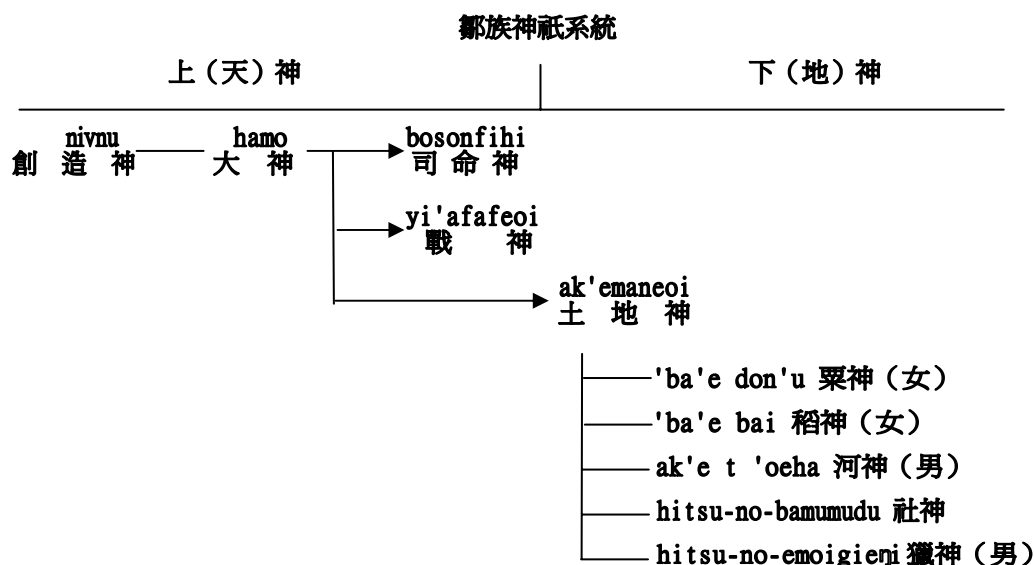 鄒族神祇系統
上（天）神 下（地）神
nivnu hamo bosonfihi
創造神 大神 司命神
yi'afafeoi
戰神
ak'emaneoi
土地神
'ba'e don'u 粟神（女）
'ba'e bai 稻神（女）
ak'e t 'oeha 河神（男）
hitsu-no-bamumudu 社神
hitsu-no-emoigieŋi 獵神（男）